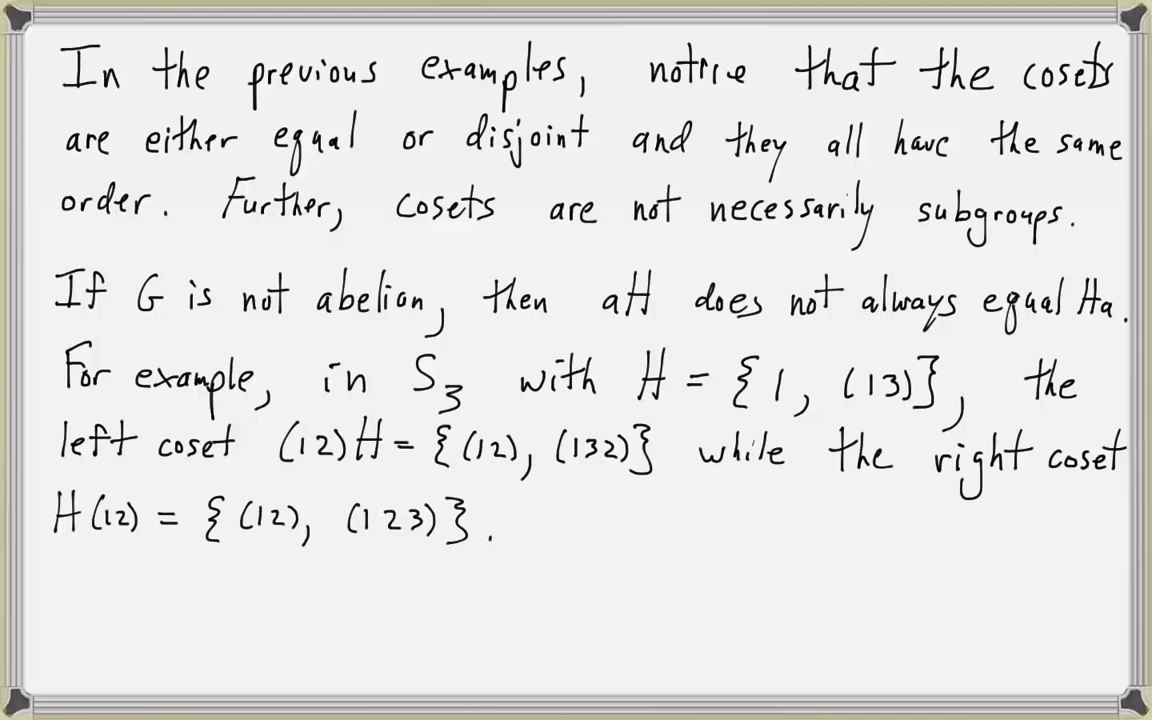 In the previous examples, notice that the cosets
are either equal or disjoint and they all have the same
order. Further, cosets are not necessarily subgroups.
If G is not abelian, then aH does not always equal Ha.
For example, in S₃ with H = {1, (13)}, the
left coset (12)H = {(12), (132)} while the right coset
H(12) = {(12), (123)}.